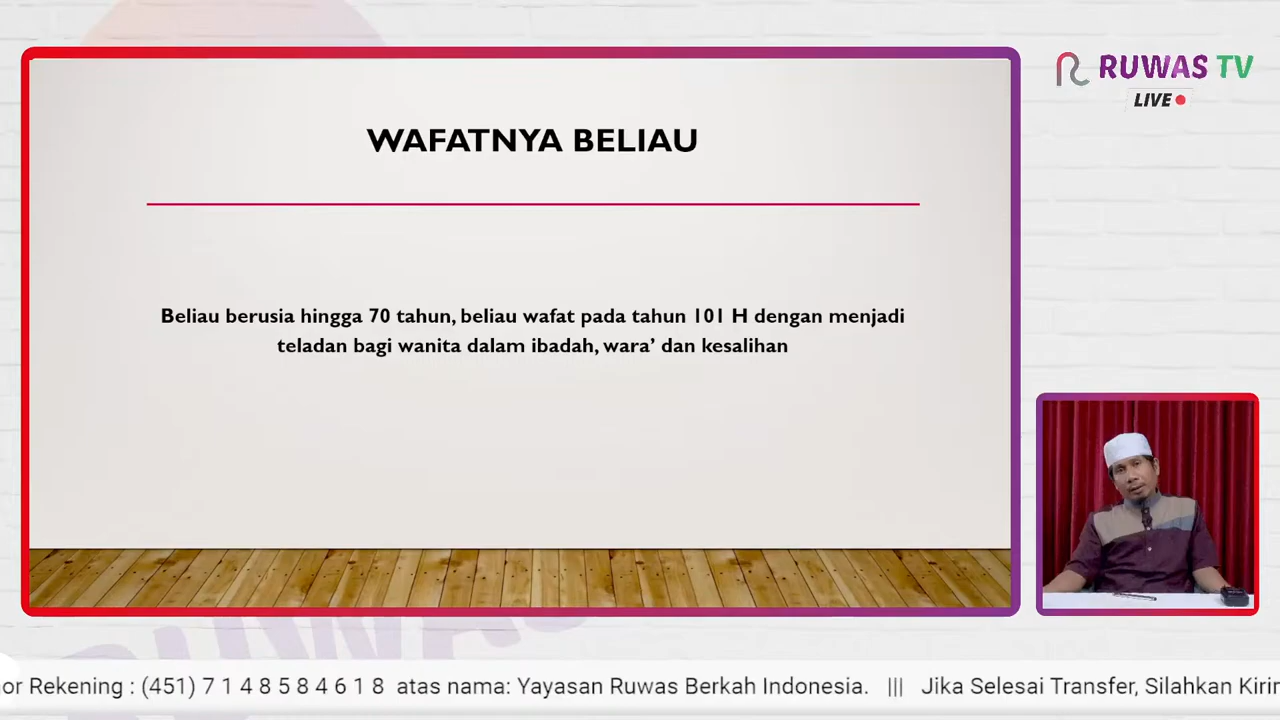 WAFATNYA BELIAU
Beliau berusia hingga 70 tahun, beliau wafat pada tahun 101 H dengan menjadi
teladan bagi wanita dalam ibadah, wara’ dan kesalihan
RUWAS TV
LIVE
or Rekening : (451) 7 1 4 8 5 8 4 6 1 8 atas nama: Yayasan Ruwas Berkah Indonesia. ||| Jika Selesai Transfer, Silahkan Kirir